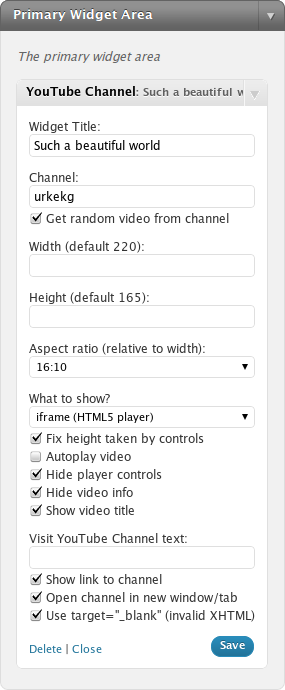 Primary Widget Area
The primary widget area
YouTube Channel: Such a beautiful w
Widget Title:
Such a beautiful world
Channel:
urkekg
Get random video from channel
Width (default 220):
Height (default 165):
Aspect ratio (relative to width):
16:10
What to show?
iframe (HTML5 player)
Fix height taken by controls
Autoplay video
Hide player controls
Hide video info
Show video title
Visit YouTube Channel text:
Show link to channel
Open channel in new window/tab
Use target="_blank" (invalid XHTML)
Delete | Close Save